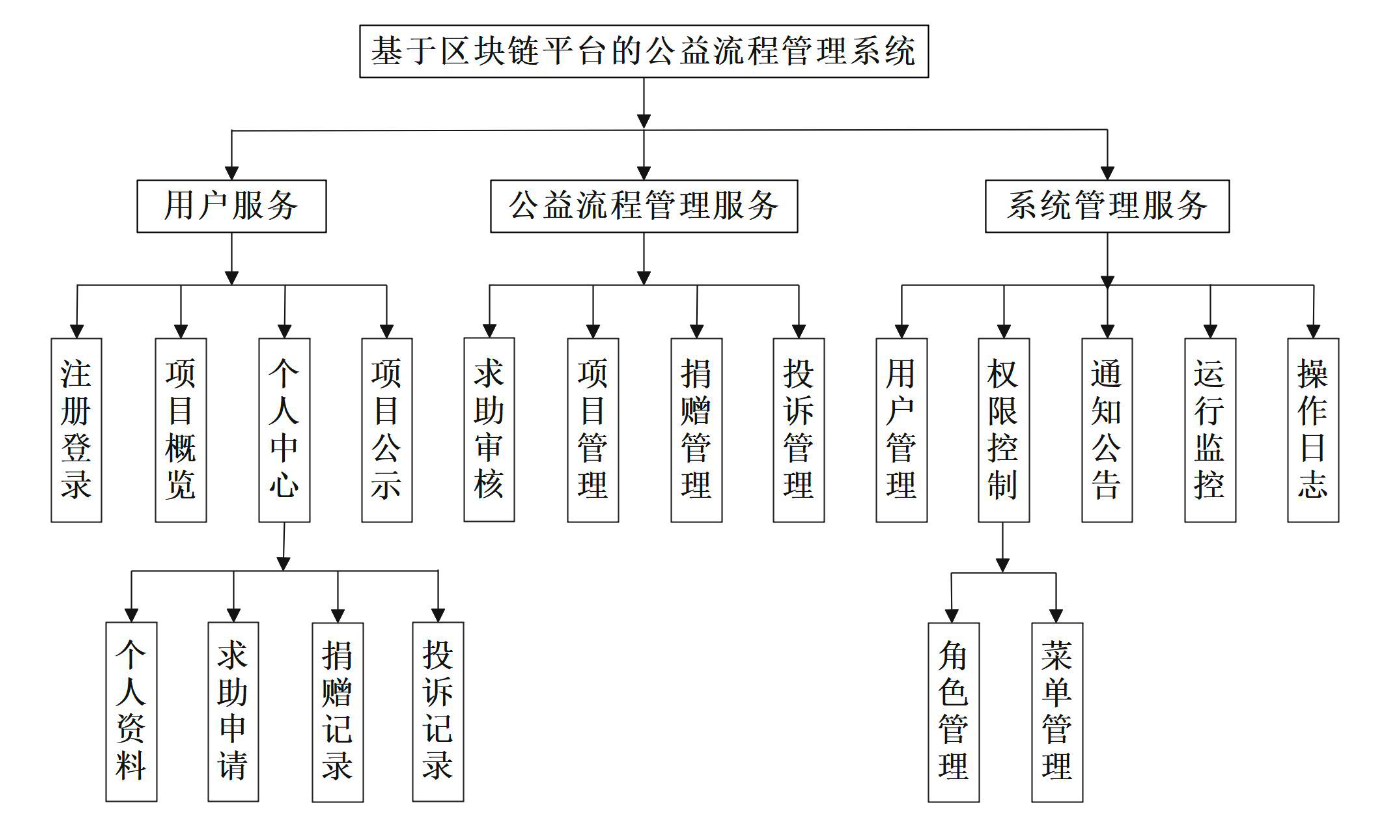 基于区块链平台的公益流程管理系统
用户服务
公益流程管理服务
系统管理服务
注册登录
项目概览
个人中心
项目公示
求助审核
项目管理
捐赠管理
投诉管理
用户管理
权限控制
通知公告
运行监控
操作日志
个人资料
求助申请
捐赠记录
投诉记录
角色管理
菜单管理